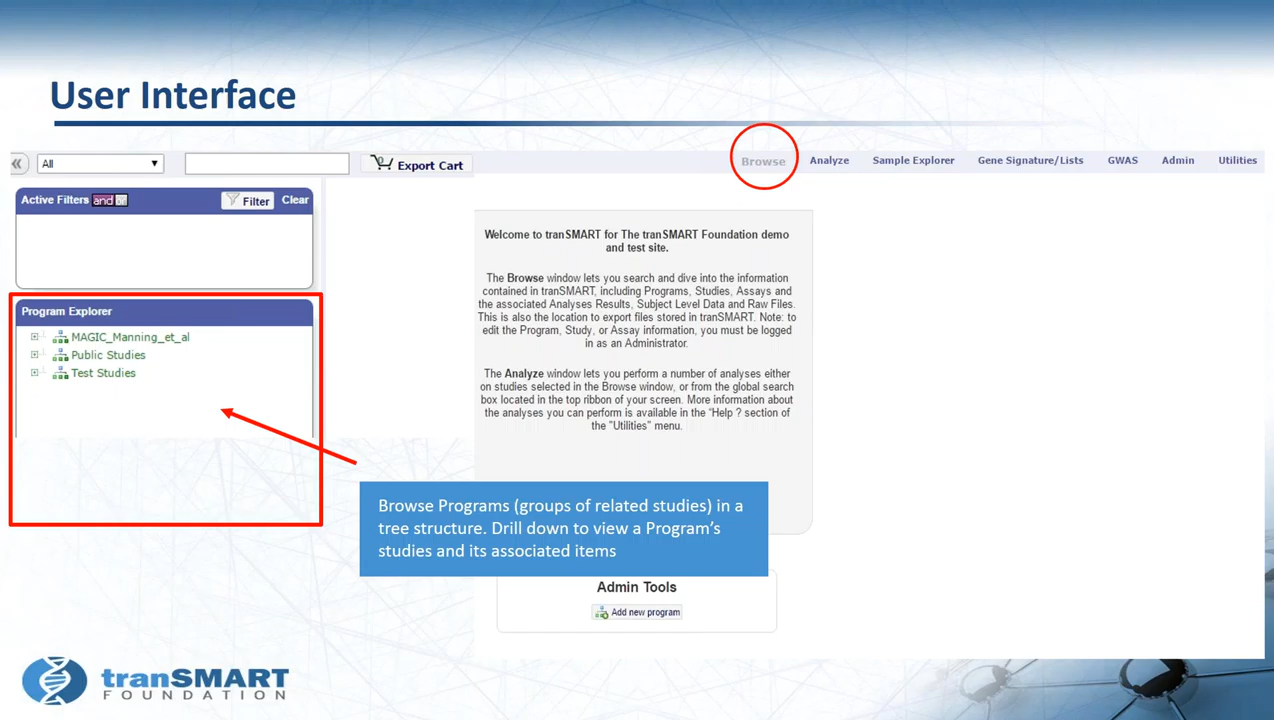 User Interface
All
0
Export Cart
Browse
Analyze
Sample Explorer
Gene Signature/Lists
GWAS
Admin
Utilities
Active Filters and or
Filter
Clear
Program Explorer
MAGIC_Manning_et_al
Public Studies
Test Studies
Welcome to tranSMART for The tranSMART Foundation demo
and test site.
The Browse window lets you search and dive into the information
contained in tranSMART, including Programs, Studies, Assays and
the associated Analyses Results, Subject Level Data and Raw Files.
This is also the location to export files stored in tranSMART. Note: to
edit the Program, Study, or Assay information, you must be logged
in as an Administrator.
The Analyze window lets you perform a number of analyses either
on studies selected in the Browse window, or from the global search
box located in the top ribbon of your screen. More information about
the analyses you can perform is available in the "Help ? section of
the "Utilities" menu.
Browse Programs (groups of related studies) in a
tree structure. Drill down to view a Program's
studies and its associated items
Admin Tools
Add new program
tranSMART
FOUNDATION